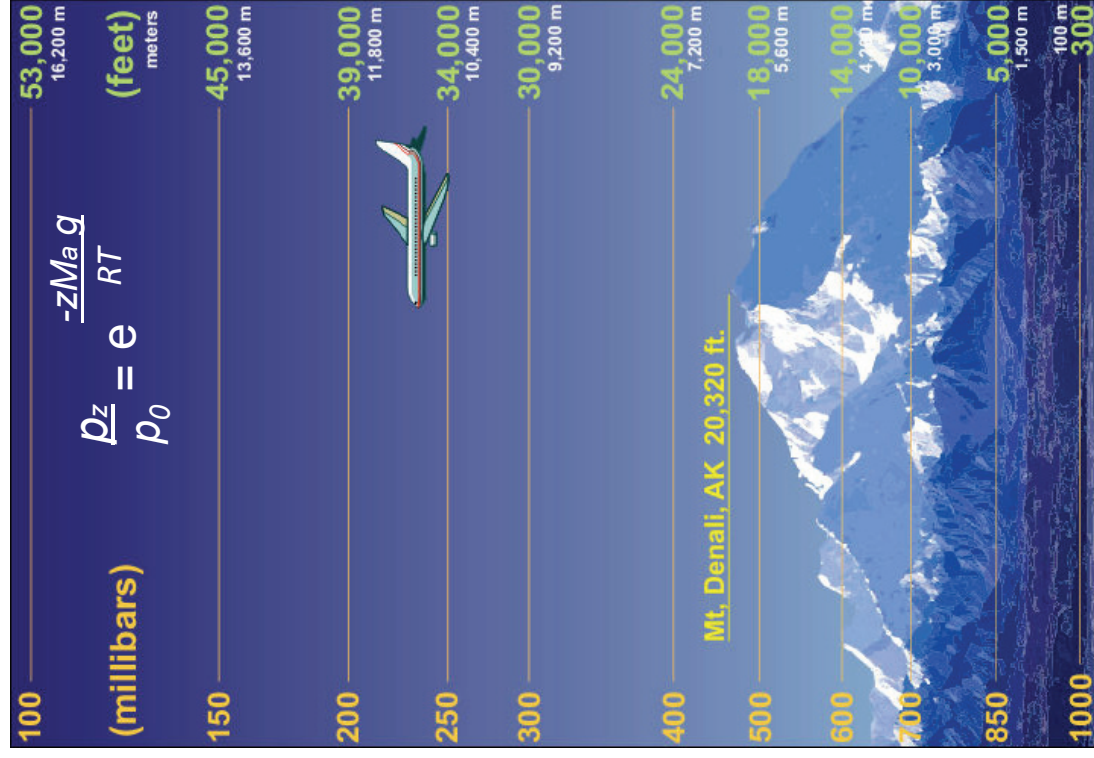 100 53,000
16,200 m
-zMa g
pz
(millibars) = e RT (feet)
p0 meters
150 45,000
13,600 m
200 39,000
11,800 m
250 34,000
10,400 m
300 30,000
9,200 m
400 24,000
7,200 m
Mt, Denali, AK 20,320 ft.
500 18,000
5,600 m
600 14,000
4,200 m
700 10,000
3,000 m
850 5,000
1,500 m
100 m
1000 300